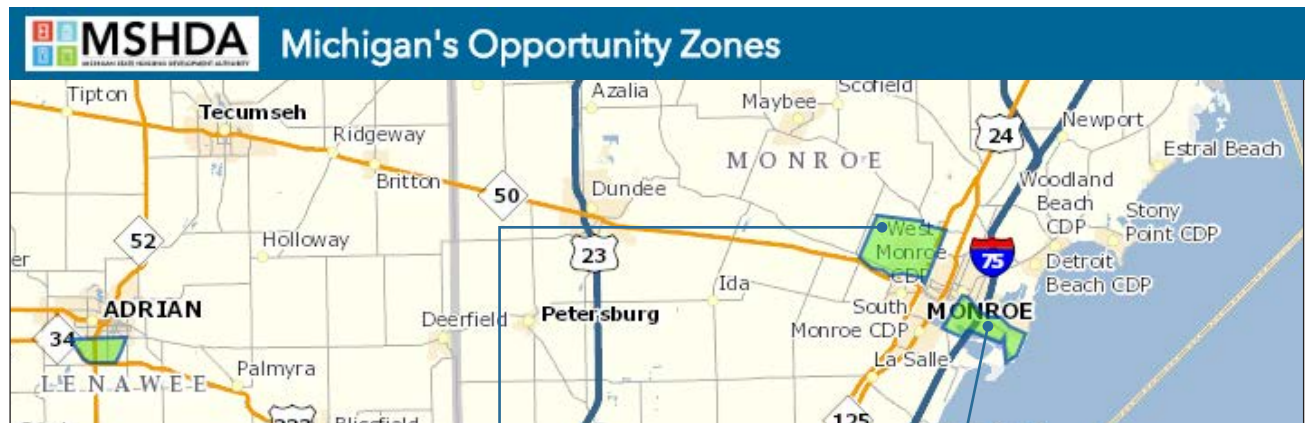 MSHDA
MICHIGAN STATE HOUSING DEVELOPMENT AUTHORITY
Michigan's Opportunity Zones
Tipton
Tecumseh
Azalia
Maybee
Scofield
24
Newport
Ridgeway
MONROE
Estral Beach
Britton
50
Dundee
Woodland
Beach
CDP
Stony
Point CDP
52
Holloway
23
West
Monroe
CDP
75
Detroit
Beach CDP
er
Ida
South
Monroe CDP
MONROE
ADRIAN
Deerfield
Petersburg
34
La Salle
Palmyra
LENAWEE
223
Blissfield
125